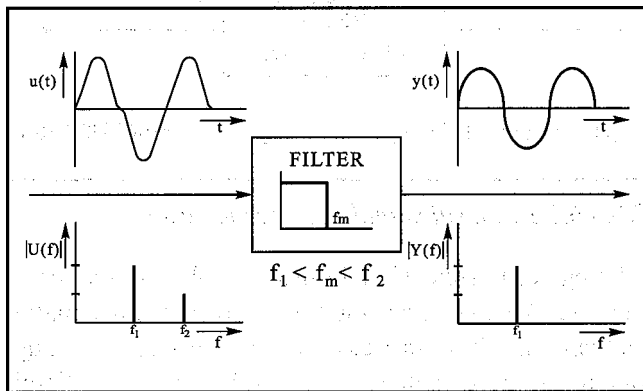 u(t)
t
y(t)
t
FILTER
fm
f1 < fm < f2
|U(f)|
f1
f2
f
|Y(f)|
f1
f